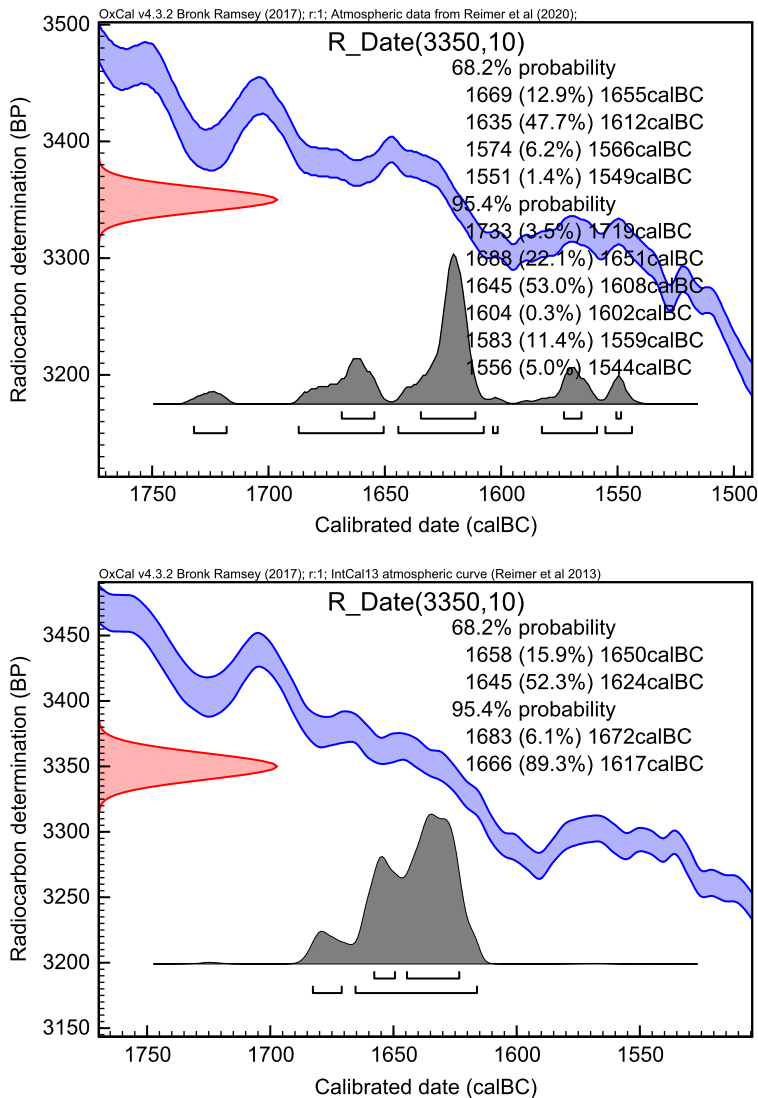 OxCal v4.3.2 Bronk Ramsey (2017); r:1; Atmospheric data from Reimer et al (2020);
R_Date(3350,10)
68.2% probability
1669 (12.9%) 1655calBC
1635 (47.7%) 1612calBC
1574 (6.2%) 1566calBC
1551 (1.4%) 1549calBC
95.4% probability
1733 (3.5%) 1719calBC
1688 (22.1%) 1651calBC
1645 (53.0%) 1608calBC
1604 (0.3%) 1602calBC
1583 (11.4%) 1559calBC
1556 (5.0%) 1544calBC
Radiocarbon determination (BP)
3500
3400
3300
3200
1750 1700 1650 1600 1550 1500
Calibrated date (calBC)
OxCal v4.3.2 Bronk Ramsey (2017); r:1; IntCal13 atmospheric curve (Reimer et al 2013)
R_Date(3350,10)
68.2% probability
1658 (15.9%) 1650calBC
1645 (52.3%) 1624calBC
95.4% probability
1683 (6.1%) 1672calBC
1666 (89.3%) 1617calBC
Radiocarbon determination (BP)
3450
3400
3350
3300
3250
3200
3150
1750 1700 1650 1600 1550
Calibrated date (calBC)